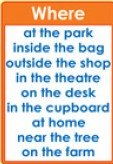 Where
at the park
inside the bag
outside the shop
in the theatre
on the desk
in the cupboard
at home
near the tree
on the farm